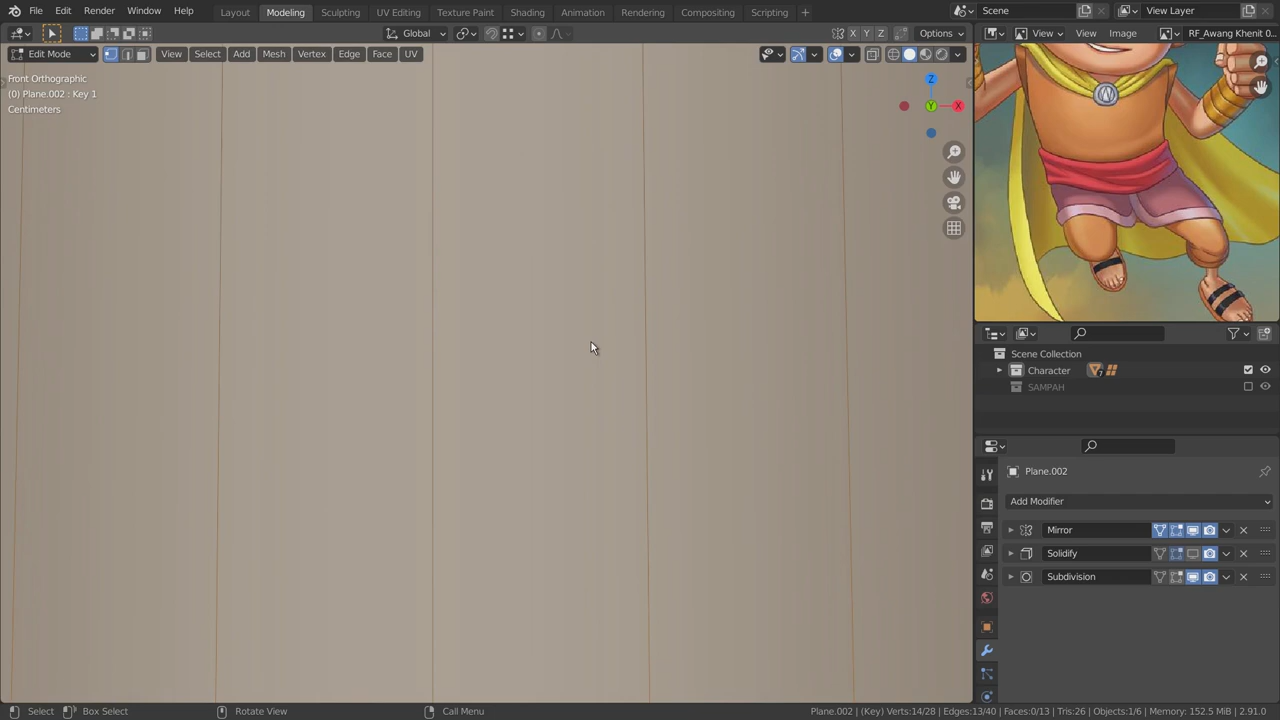 File Edit Render Window Help
Layout Modeling Sculpting UV Editing Texture Paint Shading Animation Rendering Compositing Scripting +
Scene
View Layer
Global
X Y Z
Options
View
View Image
RF_Awang Khenit 0...
Edit Mode
View Select Add Mesh Vertex Edge Face UV
Front Orthographic
(0) Plane.002 : Key 1
Centimeters
Z
Y
X
Scene Collection
Character
7
SAMPAH
Plane.002
Add Modifier
Mirror
Solidify
Subdivision
Select
Box Select
Rotate View
Call Menu
Plane.002 | (Key) Verts:14/28 | Edges:13/40 | Faces:0/13 | Tris:26 | Objects:1/6 | Memory: 152.5 MiB | 2.91.0